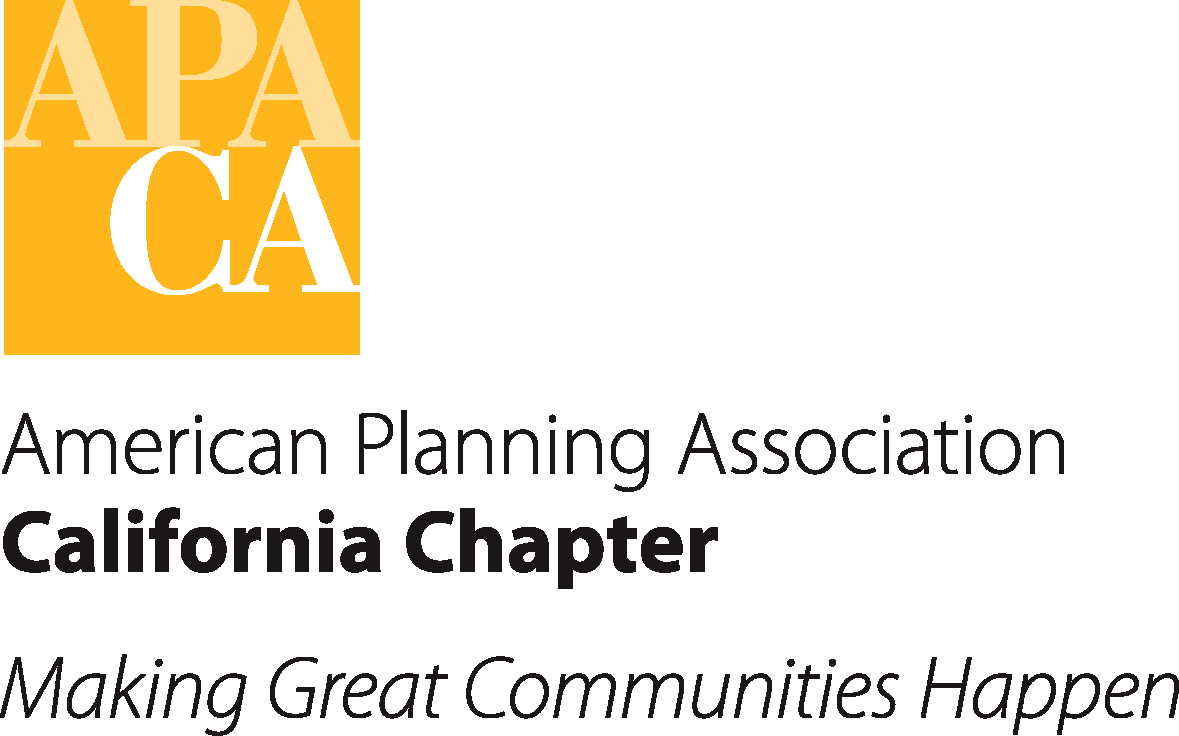 APA
CA
American Planning Association
California Chapter
Making Great Communities Happen